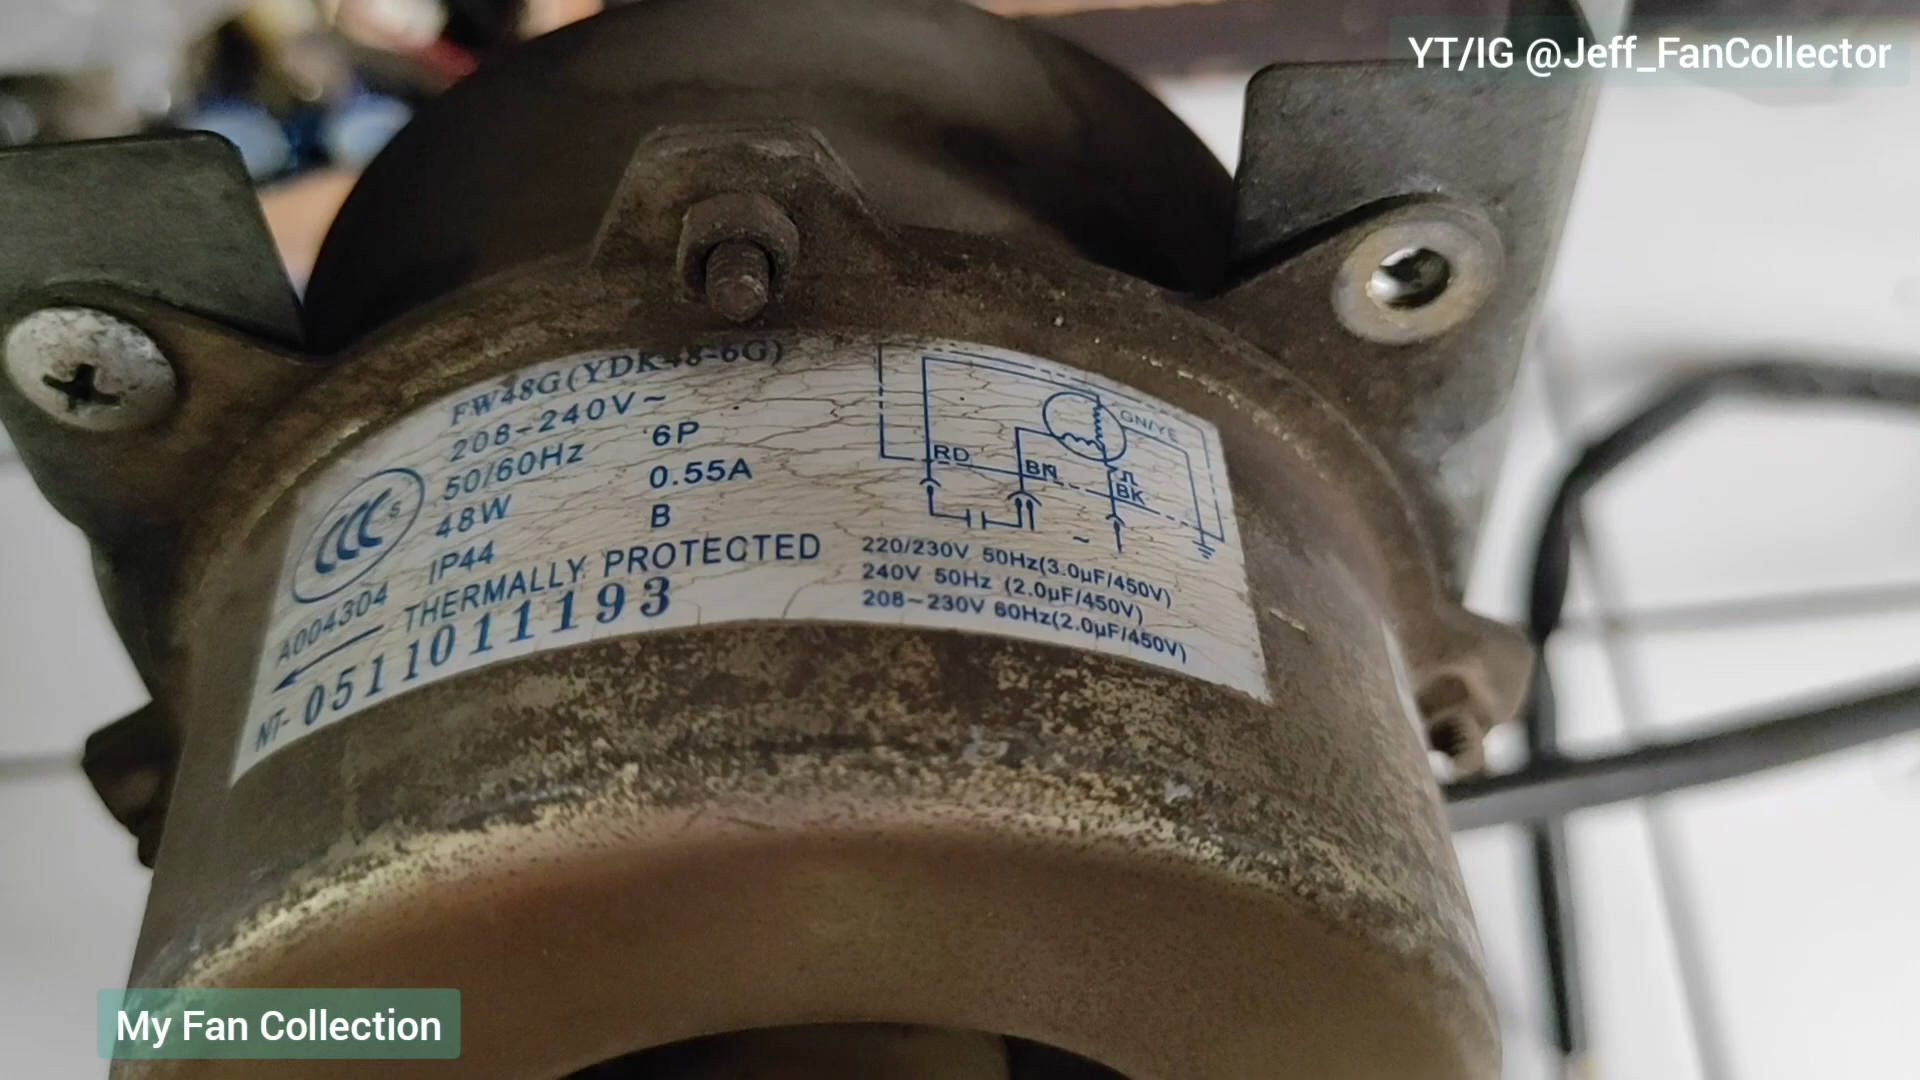 YT/IG @Jeff_FanCollector
FW48G(YDK48-6G)
208~240V~
50/60Hz 6P
48W 0.55A
IP44 B
THERMALLY PROTECTED
CCC S
A004304
N7- 0511011193
GN/YE
RD
BN
BK
~
220/230V 50Hz(3.0µF/450V)
240V 50Hz (2.0µF/450V)
208~230V 60Hz(2.0µF/450V)
My Fan Collection